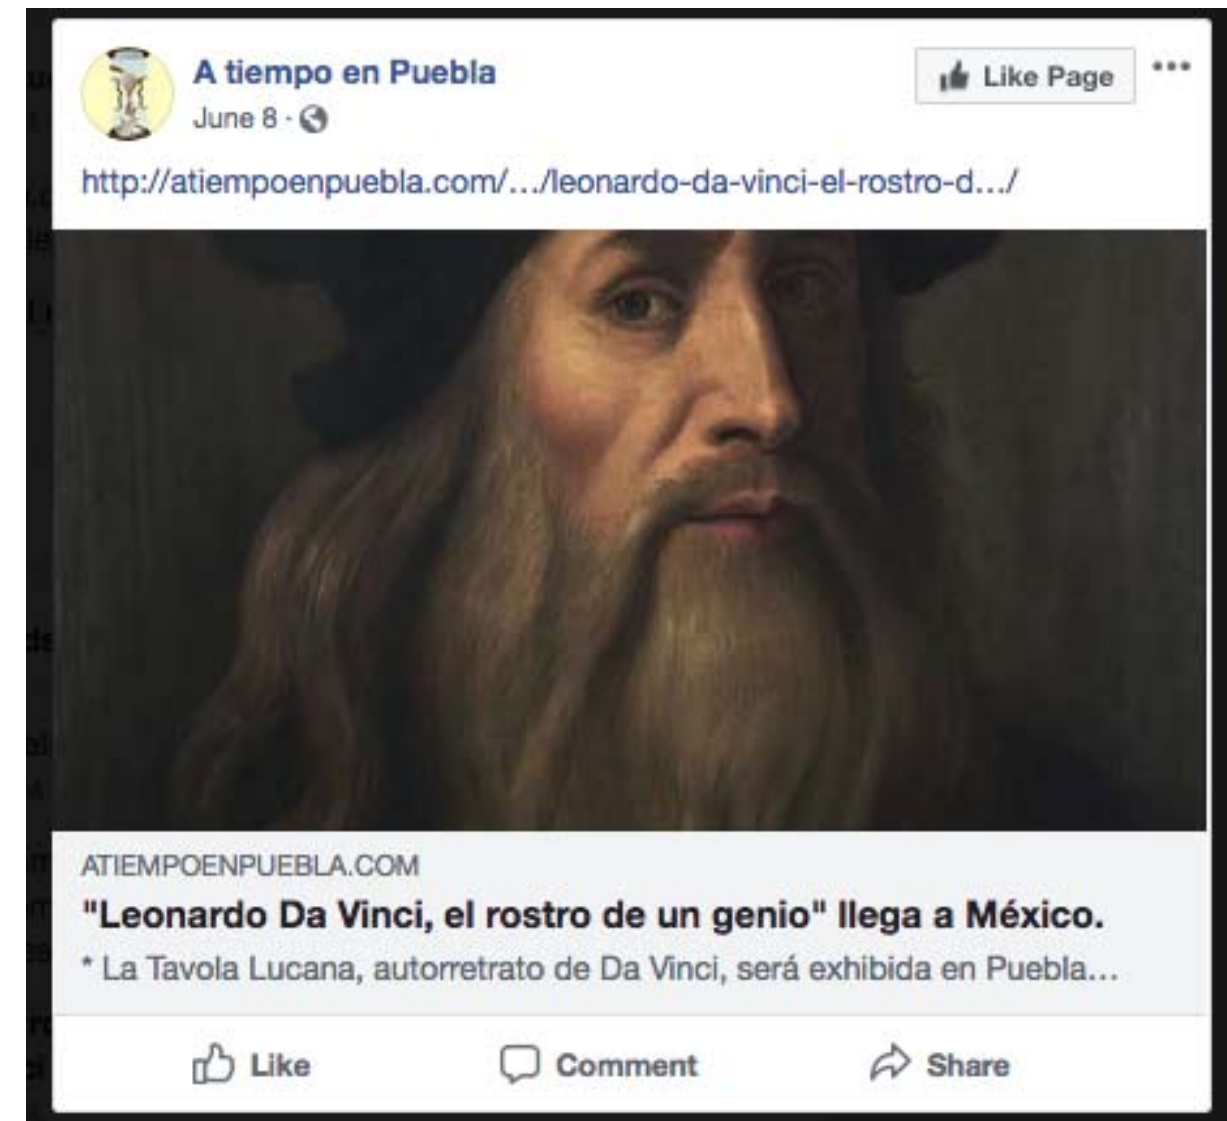 A tiempo en Puebla
Like Page
June 8
http://atiempoenpuebla.com/.../leonardo-da-vinci-el-rostro-d.../
ATIEMPOENPUEBLA.COM
"Leonardo Da Vinci, el rostro de un genio" llega a México.
* La Tavola Lucana, autorretrato de Da Vinci, será exhibida en Puebla...
Like Comment Share